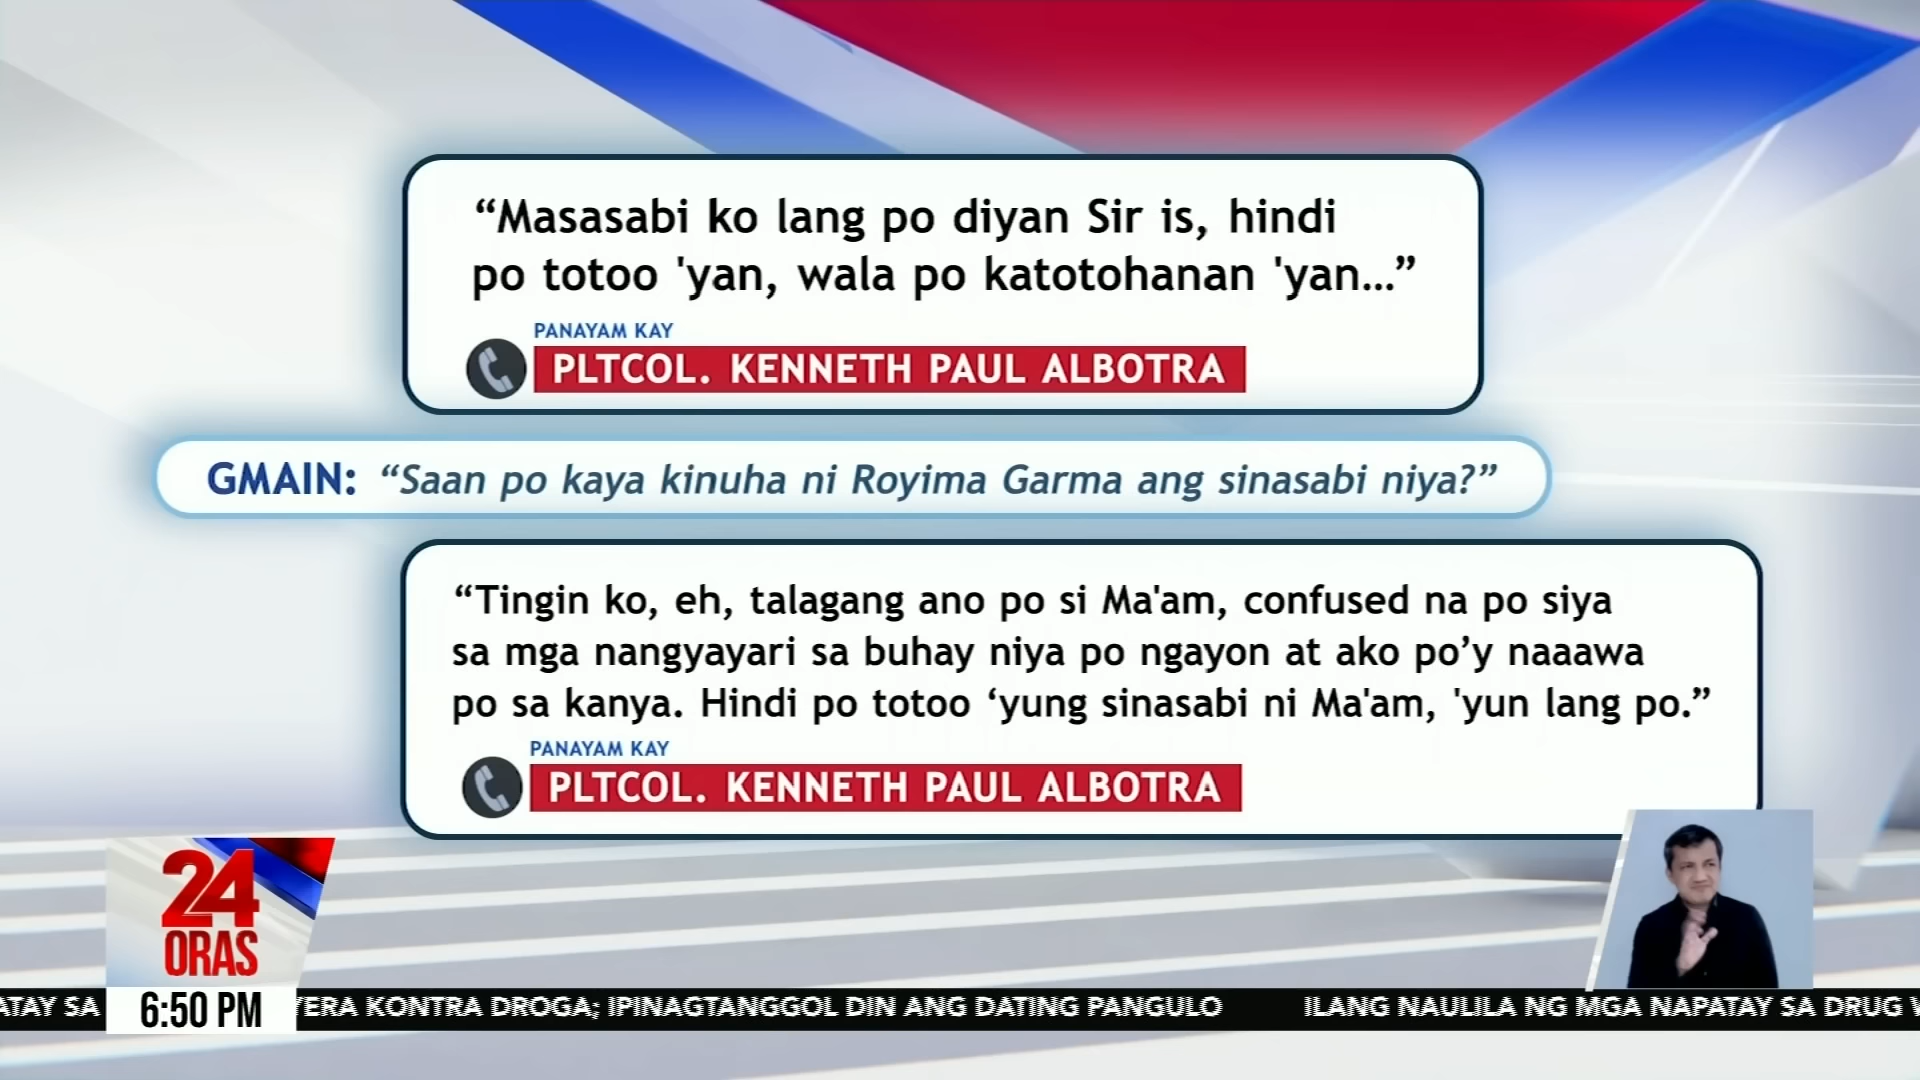 “Masasabi ko lang po diyan Sir is, hindi
po totoo 'yan, wala po katotohanan 'yan...”
PANAYAM KAY
PLTCOL. KENNETH PAUL ALBOTRA
GMAIN: “Saan po kaya kinuha ni Royima Garma ang sinasabi niya?”
“Tingin ko, eh, talagang ano po si Ma'am, confused na po siya
sa mga nangyayari sa buhay niya po ngayon at ako po’y naaawa
po sa kanya. Hindi po totoo ‘yung sinasabi ni Ma'am, 'yun lang po.”
PANAYAM KAY
PLTCOL. KENNETH PAUL ALBOTRA
24
ORAS
6:50 PM
ATAY SA YERA KONTRA DROGA; IPINAGTANGGOL DIN ANG DATING PANGULO ILANG NAULILA NG MGA NAPATAY SA DRUG